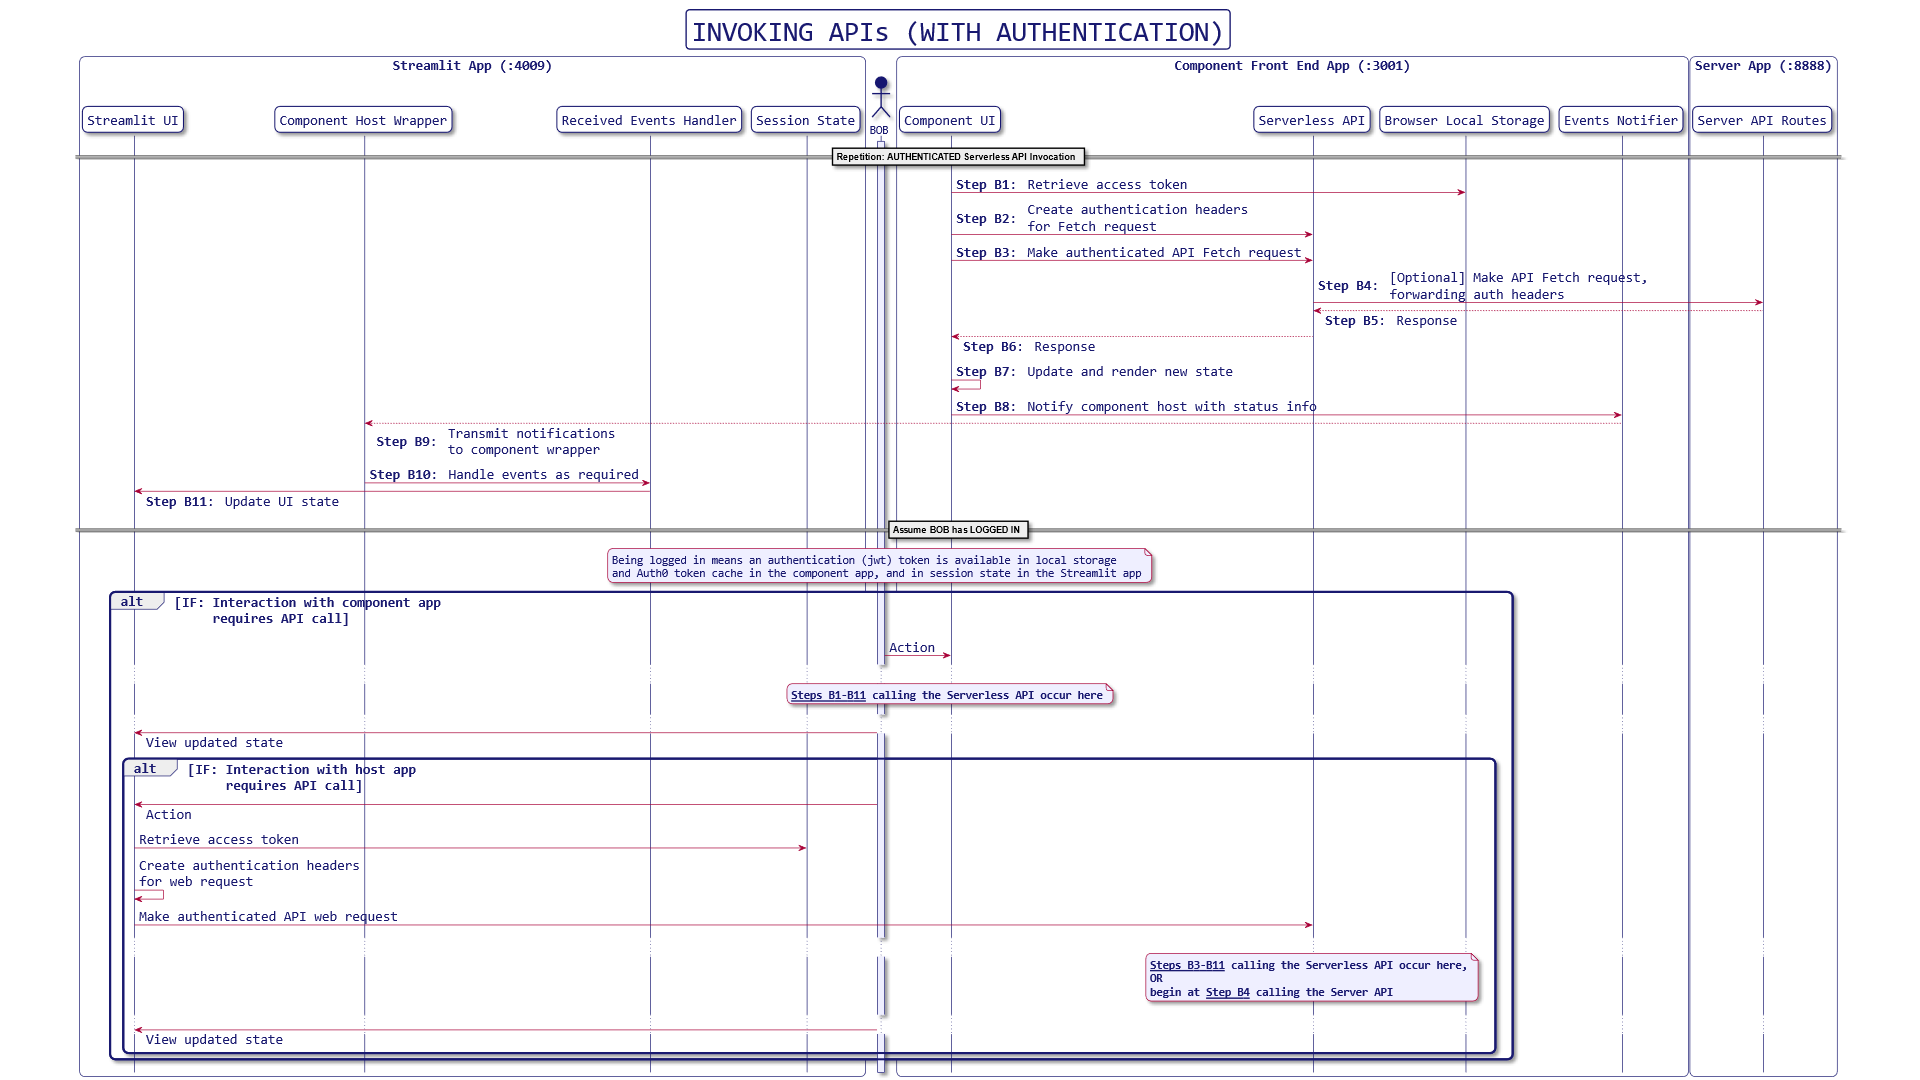 INVOKING APIs (WITH AUTHENTICATION)
Streamlit App (:4009)
Component Front End App (:3001)
Server App (:8888)
Streamlit UI
Component Host Wrapper
Received Events Handler
Session State
BOB
Component UI
Serverless API
Browser Local Storage
Events Notifier
Server API Routes
Repetition: AUTHENTICATED Serverless API Invocation
Step B1: Retrieve access token
Step B2: Create authentication headers
for Fetch request
Step B3: Make authenticated API Fetch request
Step B4: [Optional] Make API Fetch request,
forwarding auth headers
Step B5: Response
Step B6: Response
Step B7: Update and render new state
Step B8: Notify component host with status info
Step B9: Transmit notifications
to component wrapper
Step B10: Handle events as required
Step B11: Update UI state
Assume BOB has LOGGED IN
Being logged in means an authentication (jwt) token is available in local storage
and Auth0 token cache in the component app, and in session state in the Streamlit app
alt [IF: Interaction with component app
requires API call]
Action
Steps B1-B11 calling the Serverless API occur here
View updated state
alt [IF: Interaction with host app
requires API call]
Action
Retrieve access token
Create authentication headers
for web request
Make authenticated API web request
Steps B3-B11 calling the Serverless API occur here,
OR
begin at Step B4 calling the Server API
View updated state